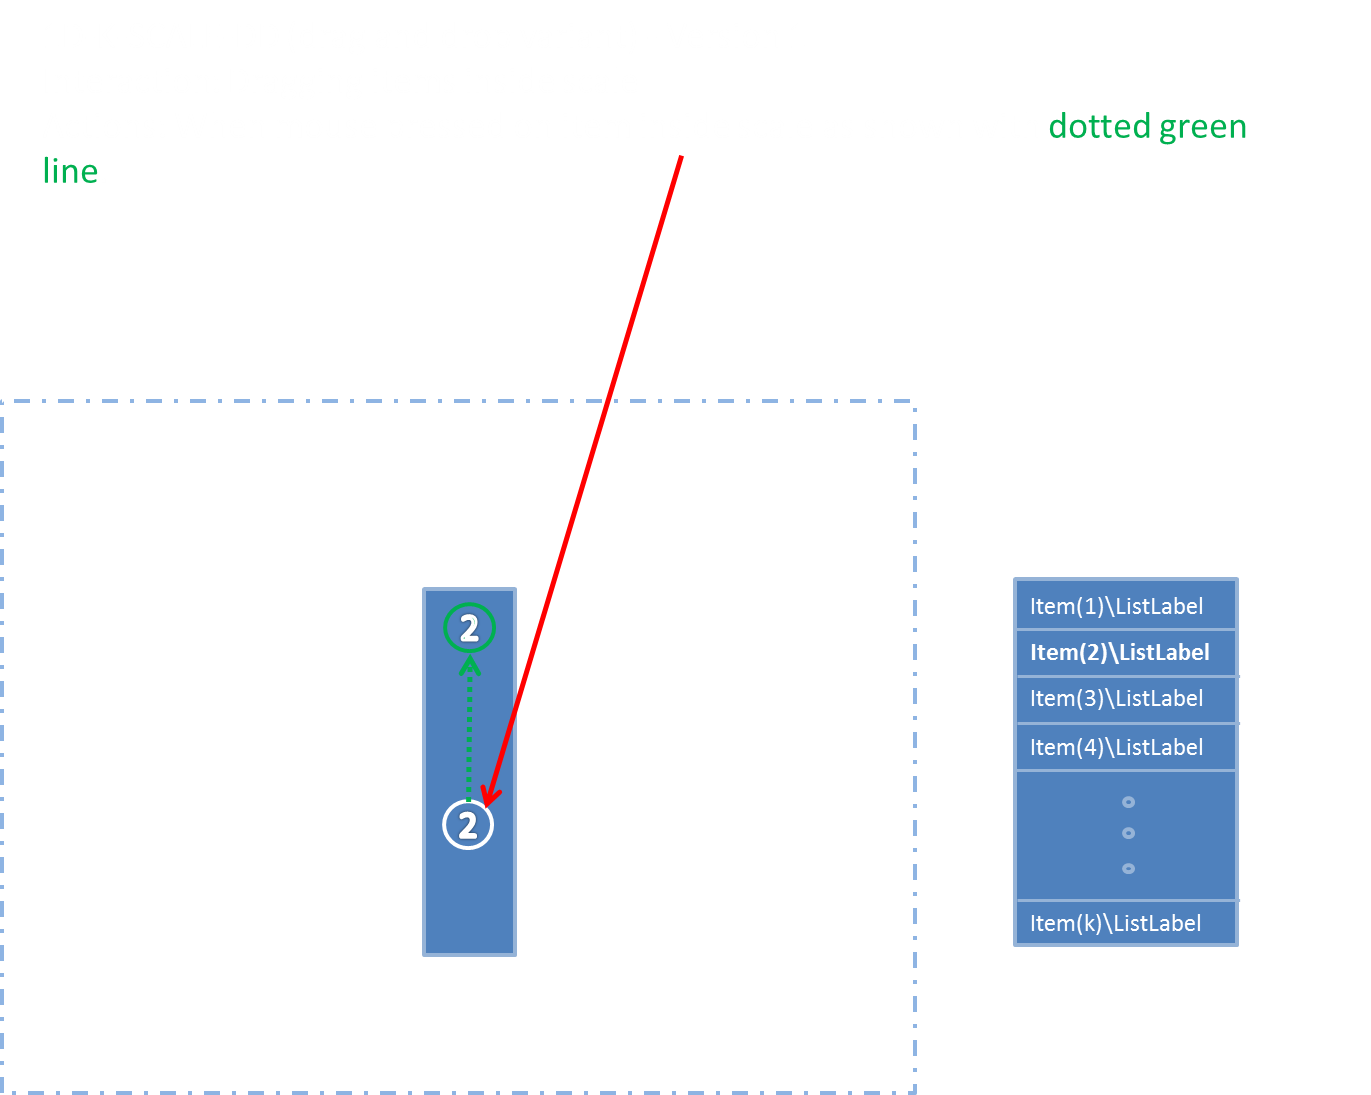 dotted green
line
2
2
Item(1)\ListLabel
Item(2)\ListLabel
Item(3)\ListLabel
Item(4)\ListLabel
Item(k)\ListLabel